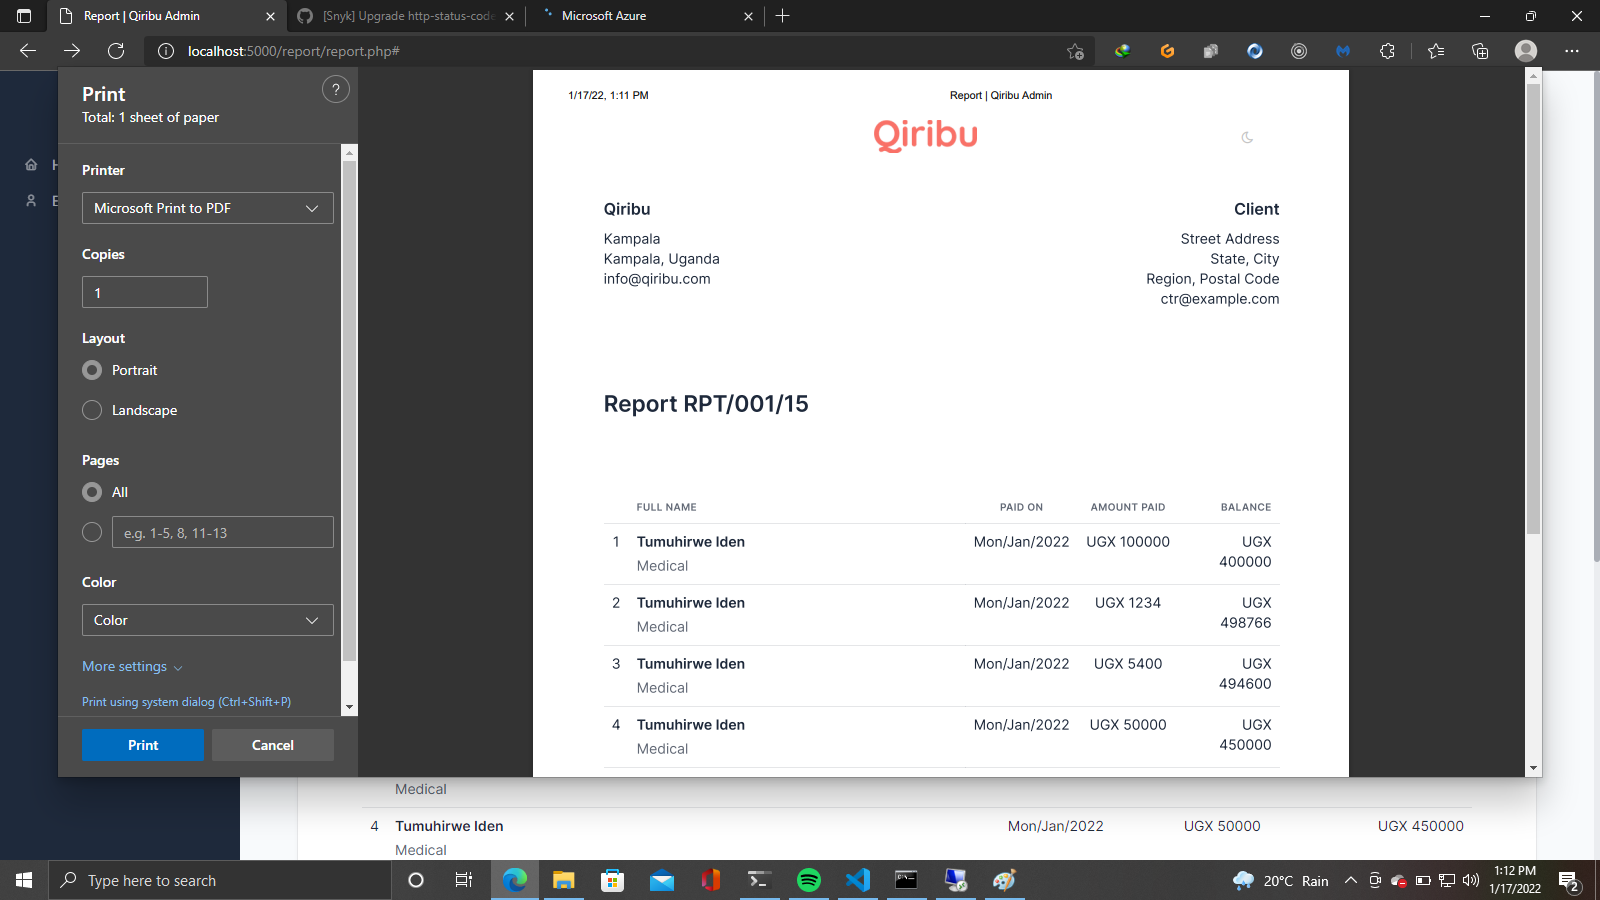 Report | Qiribu Admin
[Snyk] Upgrade http-status-code
Microsoft Azure
localhost:5000/report/report.php#
Print
Total: 1 sheet of paper
?
Printer
Microsoft Print to PDF
Copies
1
Layout
Portrait
Landscape
Pages
All
e.g. 1-5, 8, 11-13
Color
Color
More settings
Print using system dialog (Ctrl+Shift+P)
Print
Cancel
1/17/22, 1:11 PM
Report | Qiribu Admin
Qiribu
Qiribu
Client
Kampala
Street Address
Kampala, Uganda
State, City
info@qiribu.com
Region, Postal Code
ctr@example.com
Report RPT/001/15
FULL NAME PAID ON AMOUNT PAID BALANCE
1 Tumuhirwe Iden Mon/Jan/2022 UGX 100000 UGX
400000
Medical
2 Tumuhirwe Iden Mon/Jan/2022 UGX 1234 UGX
498766
Medical
3 Tumuhirwe Iden Mon/Jan/2022 UGX 5400 UGX
494600
Medical
4 Tumuhirwe Iden Mon/Jan/2022 UGX 50000 UGX
450000
Medical
Medical
4 Tumuhirwe Iden Mon/Jan/2022 UGX 50000 UGX 450000
Medical
Type here to search
20°C Rain
1:12 PM
1/17/2022
2